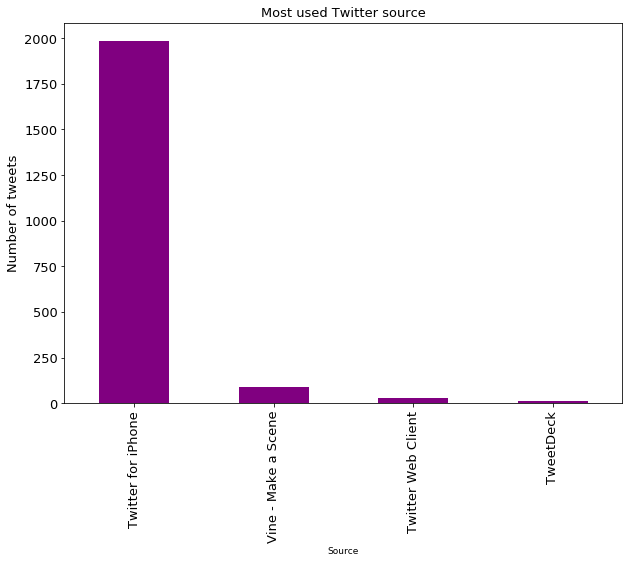 Most used Twitter source
Number of tweets
2000
1750
1500
1250
1000
750
500
250
0
Twitter for iPhone
Vine - Make a Scene
Twitter Web Client
TweetDeck
Source